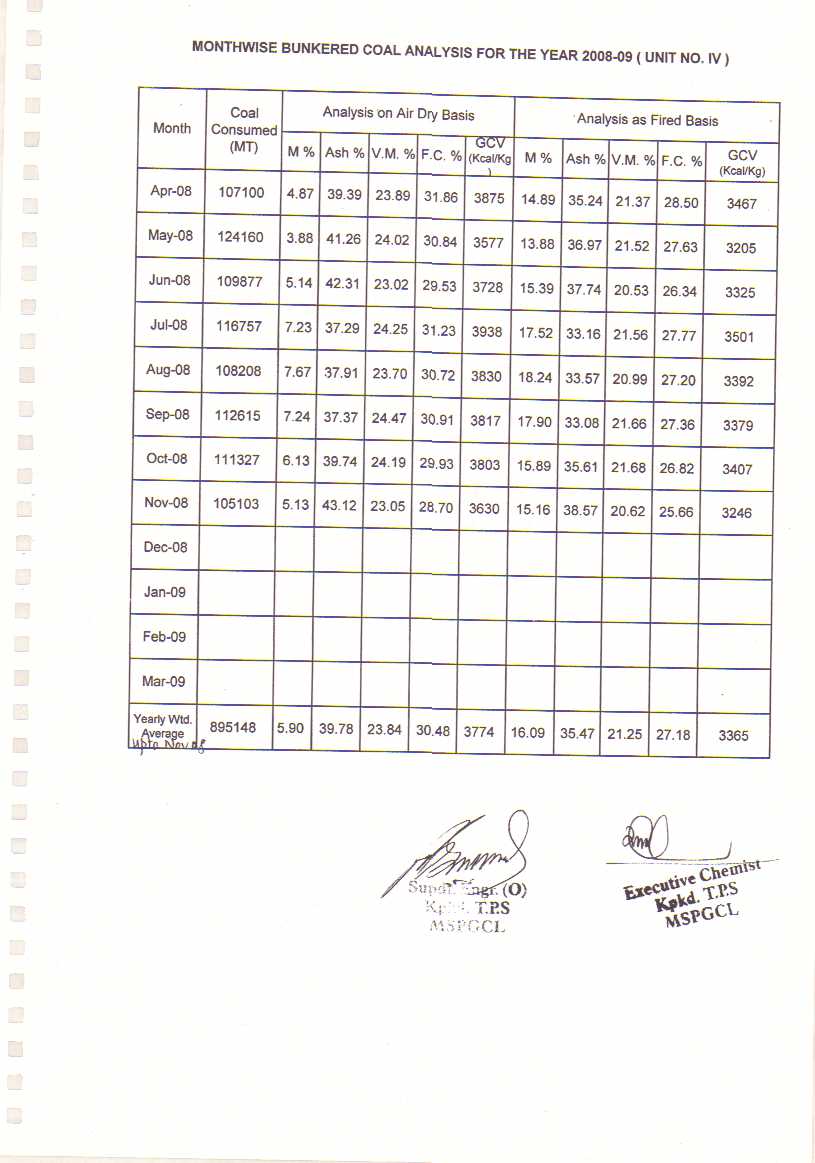 MONTHWISE BUNKERED COAL ANALYSIS FOR THE YEAR 2008-09 ( UNIT NO. IV )
Month Coal Consumed (MT) Analysis on Air Dry Basis Analysis as Fired Basis
M % Ash % V.M. % F.C. % GCV (Kcal/Kg) M % Ash % V.M. % F.C. % GCV (Kcal/Kg)
Apr-08 107100 4.87 39.39 23.89 31.86 3875 14.89 35.24 21.37 28.50 3467
May-08 124160 3.88 41.26 24.02 30.84 3577 13.88 36.97 21.52 27.63 3205
Jun-08 109877 5.14 42.31 23.02 29.53 3728 15.39 37.74 20.53 26.34 3325
Jul-08 116757 7.23 37.29 24.25 31.23 3938 17.52 33.16 21.56 27.77 3501
Aug-08 108208 7.67 37.91 23.70 30.72 3830 18.24 33.57 20.99 27.20 3392
Sep-08 112615 7.24 37.37 24.47 30.91 3817 17.90 33.08 21.66 27.36 3379
Oct-08 111327 6.13 39.74 24.19 29.93 3803 15.89 35.61 21.68 26.82 3407
Nov-08 105103 5.13 43.12 23.05 28.70 3630 15.16 38.57 20.62 25.66 3246
Dec-08
Jan-09
Feb-09
Mar-09
Yearly Wtd. Average 895148 5.90 39.78 23.84 30.48 3774 16.09 35.47 21.25 27.18 3365
upto Nov 08
Supdt. Engr. (O)
Kpkd. T.P.S
MSPGCL
Executive Chemist
Kpkd. T.P.S
MSPGCL